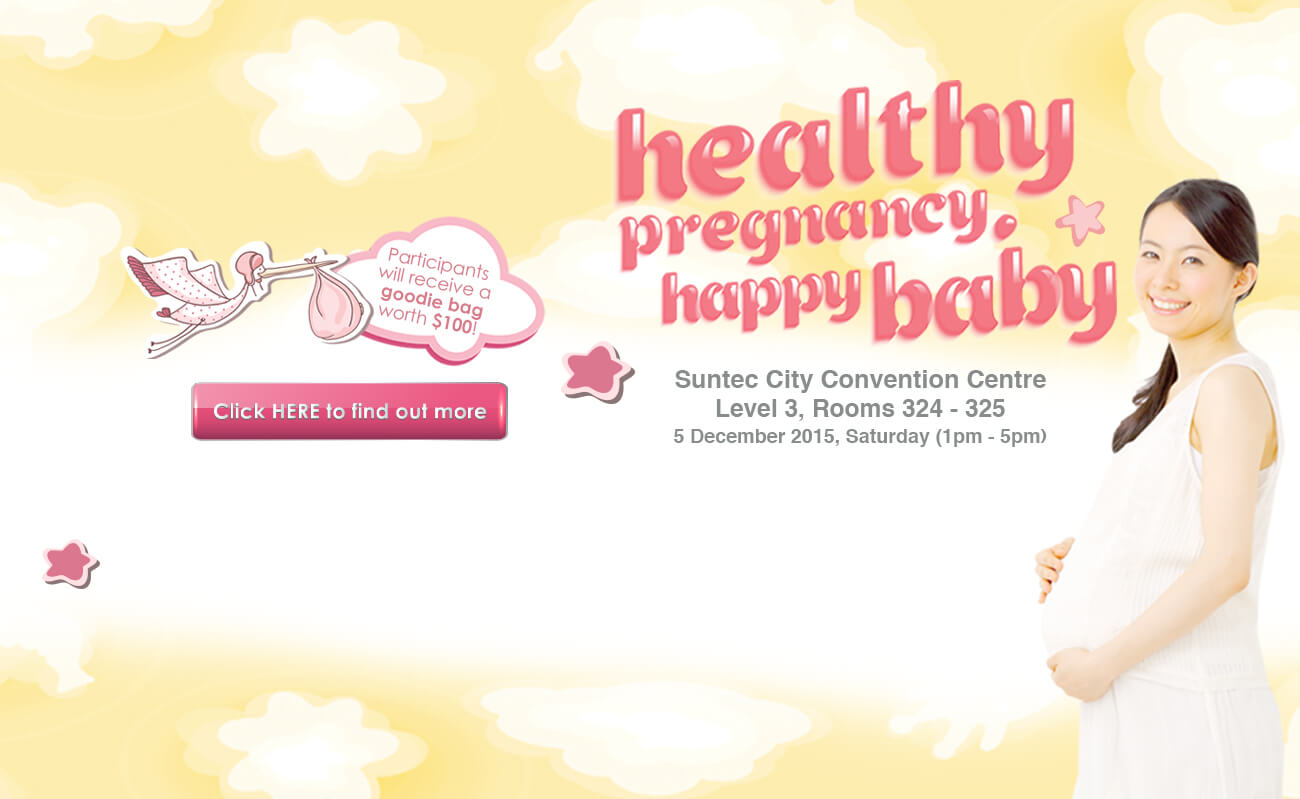 healthy
pregnancy.
happy baby
Participants
will receive a
goodie bag
worth $100!
Click HERE to find out more
Suntec City Convention Centre
Level 3, Rooms 324 - 325
5 December 2015, Saturday (1pm - 5pm)